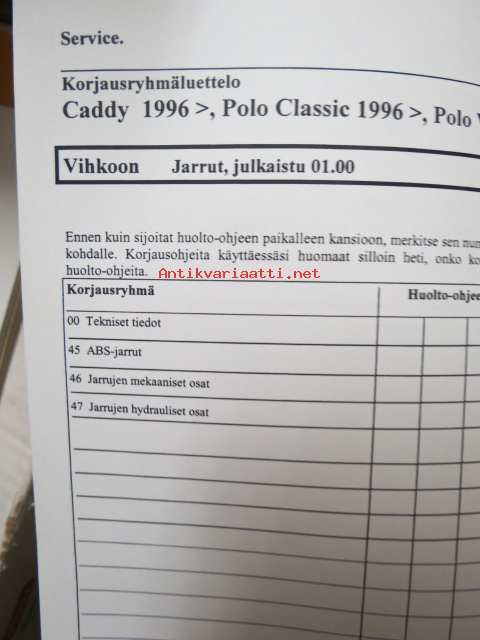 Service.
Korjausryhmäluettelo
Caddy 1996 >, Polo Classic 1996 >, Polo
Vihkoon Jarrut, julkaistu 01.00
Ennen kuin sijoitat huolto-ohjeen paikalleen kansioon, merkitse sen
kohdalle. Korjausohjeita käyttäessäsi huomaat silloin heti, onko
huolto-ohjeita.
Antikvariaatti.net
Korjausryhmä Huolto-ohjee
00 Tekniset tiedot
45 ABS-jarrut
46 Jarrujen mekaaniset osat
47 Jarrujen hydrauliset osat